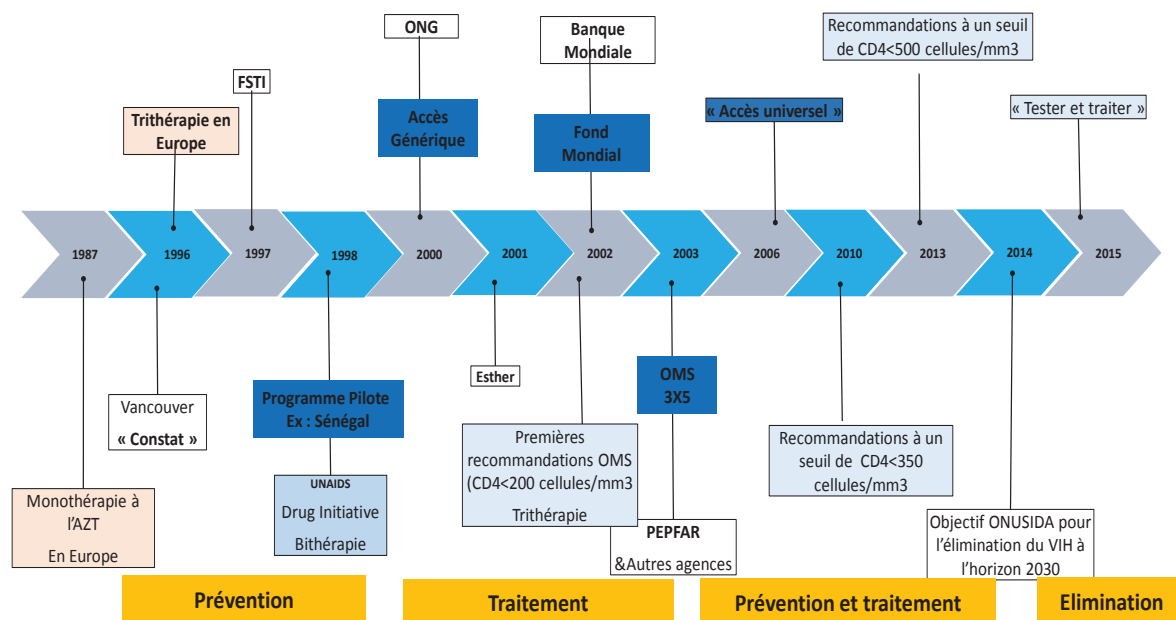 ONG
Banque
Mondiale
Recommandations à un seuil
de CD4<500 cellules/mm3
FSTI
Trithérapie en
Europe
Accès
Générique
Fond
Mondial
« Accès universel »
« Tester et traiter »
1987
1996
1997
1998
2000
2001
2002
2003
2006
2010
2013
2014
2015
Vancouver
« Constat »
Monothérapie à
l'AZT
En Europe
Programme Pilote
Ex : Sénégal
UNAIDS
Drug Initiative
Bithérapie
Esther
Premières
recommandations OMS
(CD4<200 cellules/mm3
Trithérapie
OMS
3X5
PEPFAR
&Autres agences
Recommandations à un
seuil de CD4<350
cellules/mm3
Objectif ONUSIDA pour
l'élimination du VIH à
l'horizon 2030
Prévention
Traitement
Prévention et traitement
Elimination